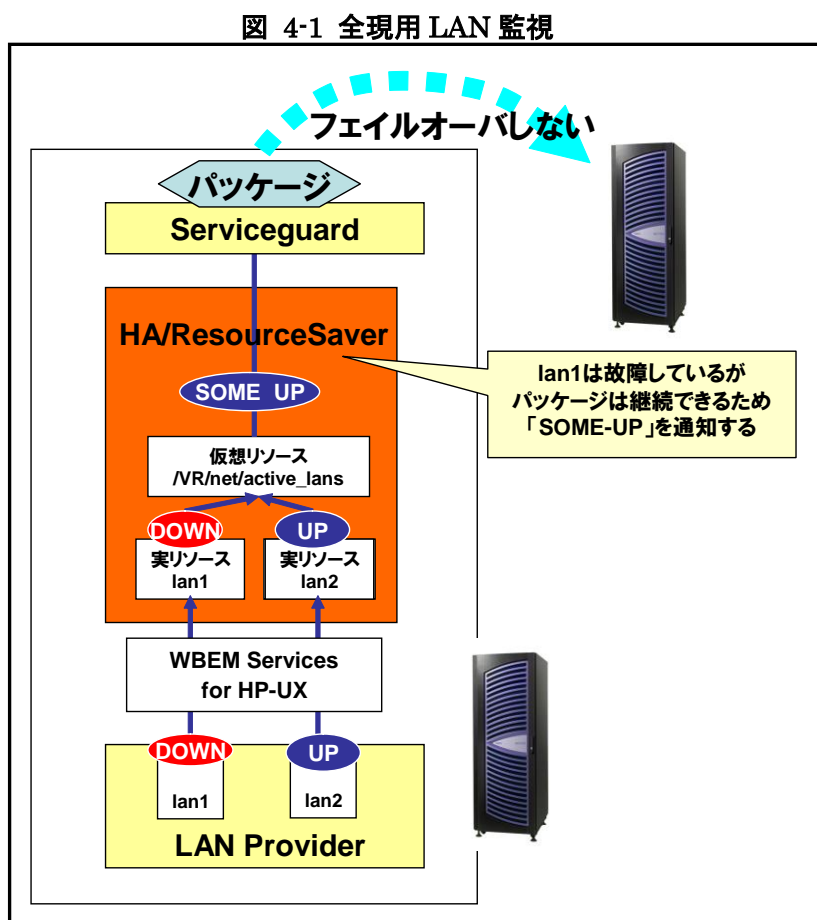 図 4-1 全現用 LAN 監視
フェイルオーバしない
パッケージ
Serviceguard
HA/ResourceSaver
lan1は故障しているが
パッケージは継続できるため
「SOME-UP」を通知する
SOME UP
仮想リソース
/VR/net/active_lans
DOWN
UP
実リソース
lan1
実リソース
lan2
WBEM Services
for HP-UX
DOWN
UP
lan1
lan2
LAN Provider